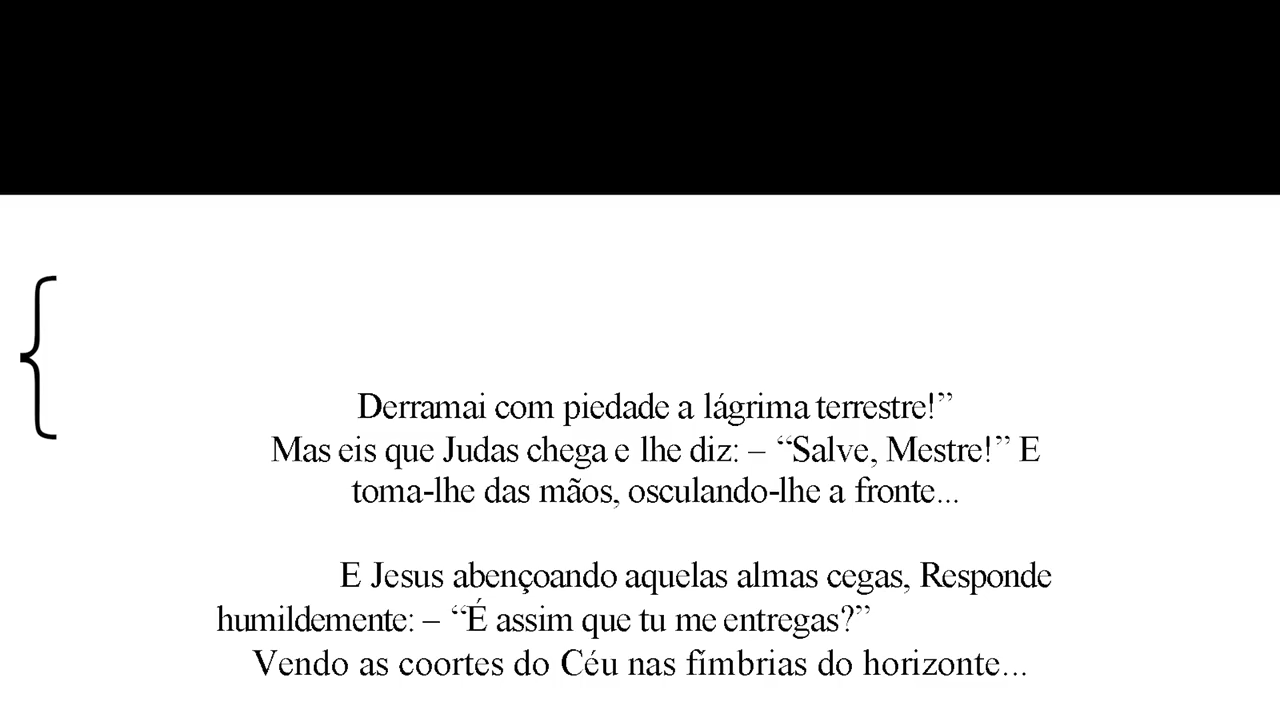 Derramai com piedade a lágrima terrestre!”
Mas eis que Judas chega e lhe diz: – “Salve, Mestre!” E
toma-lhe das mãos, osculando-lhe a fronte...
E Jesus abençoando aquelas almas cegas, Responde
humildemente: – “É assim que tu me entregas?”
Vendo as coortes do Céu nas fímbrias do horizonte...